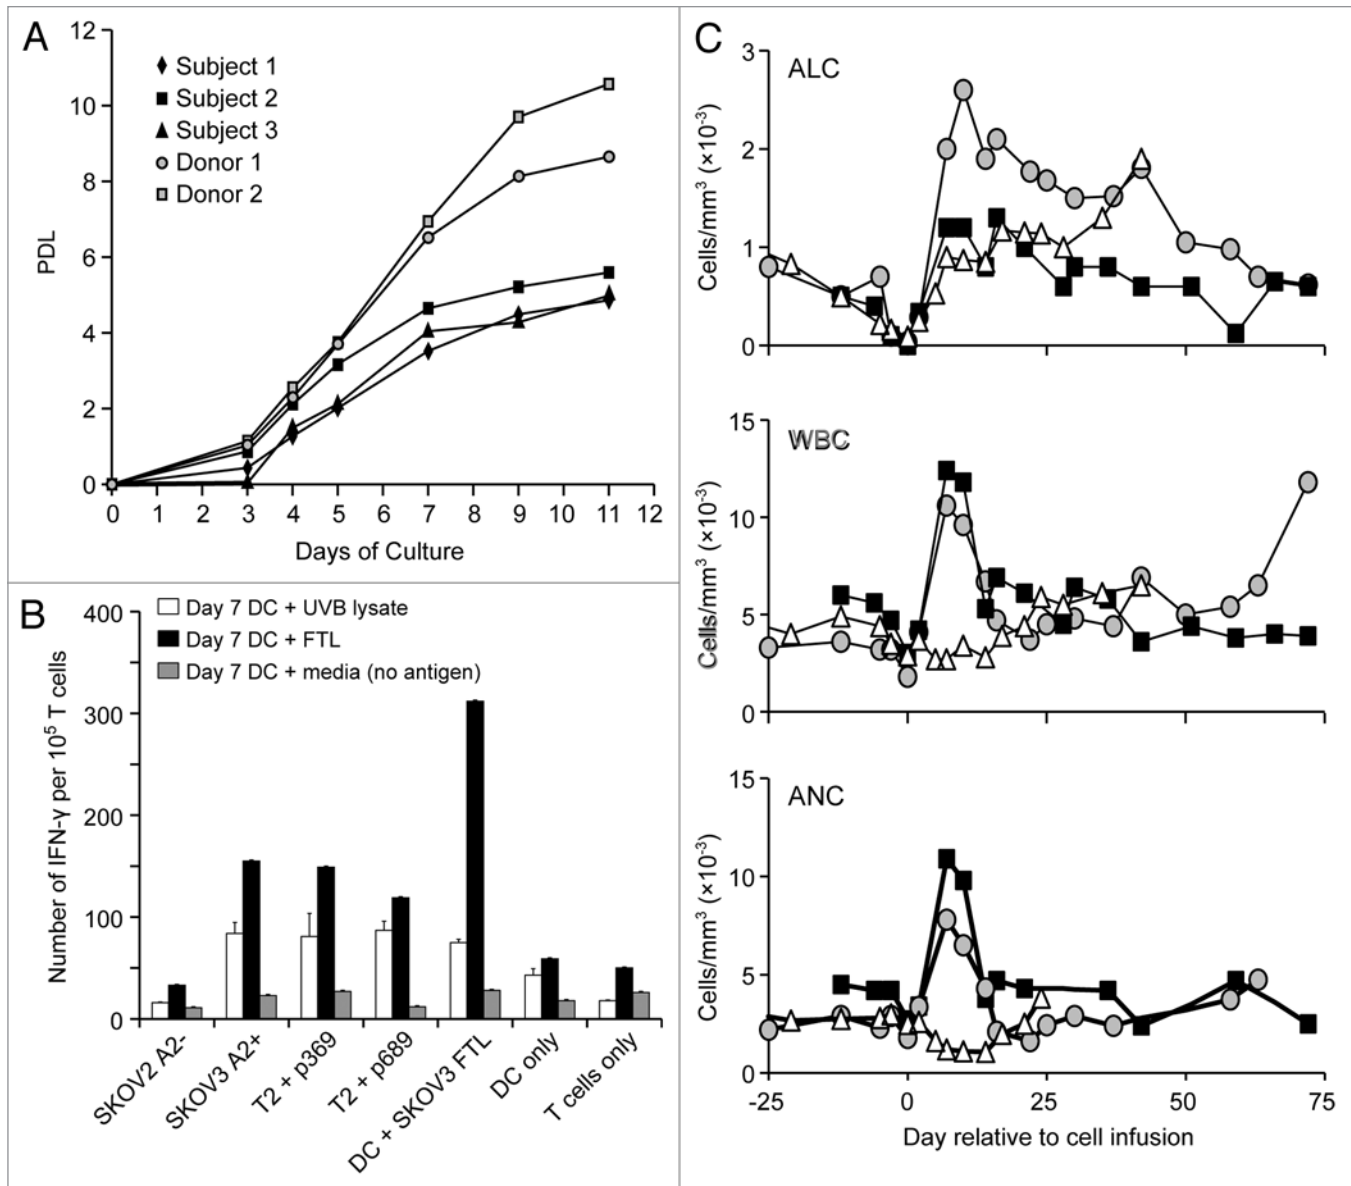 A
12
10
8
6
4
2
0
PDL
Subject 1
Subject 2
Subject 3
Donor 1
Donor 2
0 1 2 3 4 5 7 9 11 12
Days of Culture
B
400
300
200
100
0
Number of IFN-γ per 10⁵ T cells
Day 7 DC + UVB lysate
Day 7 DC + FTL
Day 7 DC + media (no antigen)
SKOV2 A2-
SKOV3 A2+
T2 + p369
T2 + p689
DC + SKOV3 FTL
DC only
T cells only
C
ALC
3
2
1
0
Cells/mm³ (×10⁻³)
WBC
15
10
5
0
Cells/mm³ (×10⁻³)
ANC
15
10
5
0
Cells/mm³ (×10⁻³)
-25 0 25 50 75
Day relative to cell infusion